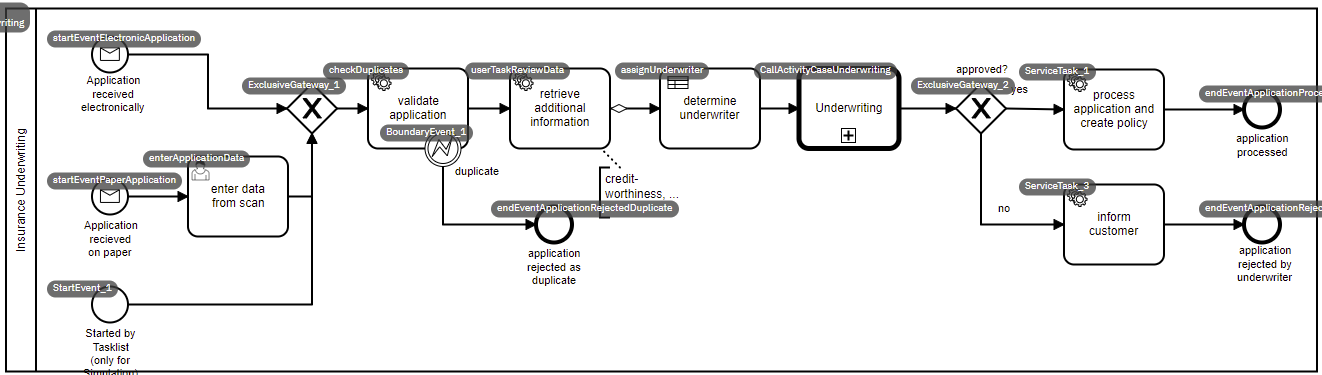 riting
Insurance Underwriting
startEventElectronicApplication
Application
received
electronically
startEventPaperApplication
Application
recieved
on paper
StartEvent_1
Started by
Tasklist
(only for
Simulation)
enterApplicationData
enter data
from scan
ExclusiveGateway_1
checkDuplicates
validate
application
BoundaryEvent_1
duplicate
endEventApplicationRejectedDuplicate
application
rejected as
duplicate
userTaskReviewData
retrieve
additional
information
credit-
worthiness, ...
assignUnderwriter
determine
underwriter
CallActivityCaseUnderwriting
Underwriting
ExclusiveGateway_2
approved?
yes
no
ServiceTask_1
process
application and
create policy
endEventApplicationProce
application
processed
ServiceTask_3
inform
customer
endEventApplicationRejec
application
rejected by
underwriter